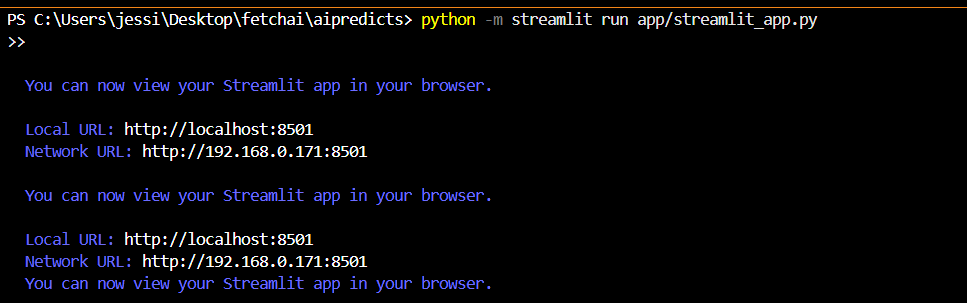 PS C:\Users\jessi\Desktop\fetchai\aipredicts> python -m streamlit run app/streamlit_app.py
>>
You can now view your Streamlit app in your browser.
Local URL: http://localhost:8501
Network URL: http://192.168.0.171:8501
You can now view your Streamlit app in your browser.
Local URL: http://localhost:8501
Network URL: http://192.168.0.171:8501
You can now view your Streamlit app in your browser.